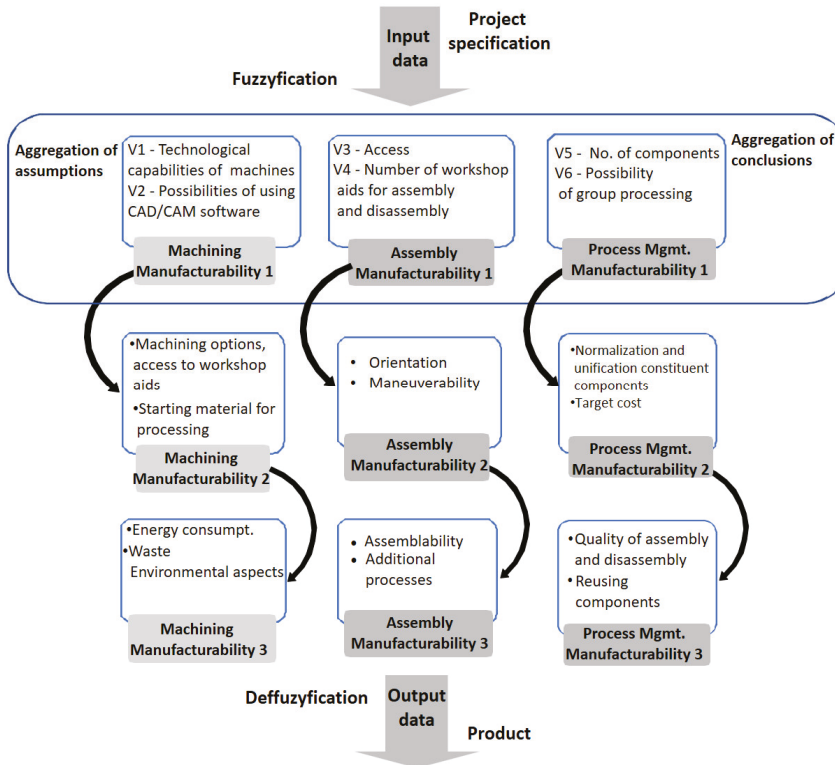 Input
data
Project
specification
Fuzzyfication
Aggregation of
assumptions
V1 - Technological
capabilities of machines
V2 - Possibilities of using
CAD/CAM software
Machining
Manufacturability 1
V3 - Access
V4 - Number of workshop
aids for assembly
and disassembly
Assembly
Manufacturability 1
V5 - No. of components
V6 - Possibility
of group processing
Process Mgmt.
Manufacturability 1
Aggregation of
conclusions
•Machining options,
access to workshop
aids
•Starting material for
processing
Machining
Manufacturability 2
• Orientation
• Maneuverability
Assembly
Manufacturability 2
•Normalization and
unification constituent
components
•Target cost
Process Mgmt.
Manufacturability 2
•Energy consumpt.
•Waste
Environmental aspects
Machining
Manufacturability 3
• Assemblability
• Additional
processes
Assembly
Manufacturability 3
• Quality of assembly
and disassembly
• Reusing
components
Process Mgmt.
Manufacturability 3
Deffuzyfication
Output
data
Product